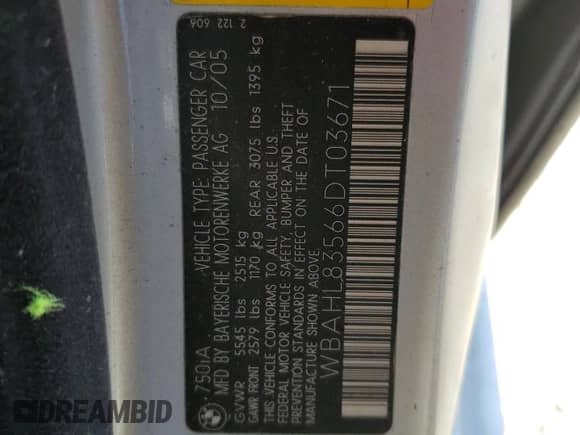 2 122 606
750iA VEHICLE TYPE: PASSENGER CAR
MFD BY BAYERISCHE MOTORENWERKE AG 10/05
GVWR 5545 lbs 2515 kg
GAWR FRONT 2579 lbs 1170 kg REAR 3075 lbs 1395 kg
THIS VEHICLE CONFORMS TO ALL APPLICABLE U.S.
FEDERAL MOTOR VEHICLE SAFETY, BUMPER AND THEFT
PREVENTION STANDARDS IN EFFECT ON THE DATE OF
MANUFACTURE SHOWN ABOVE.
WBAHL83566DT03671
DREAMBID